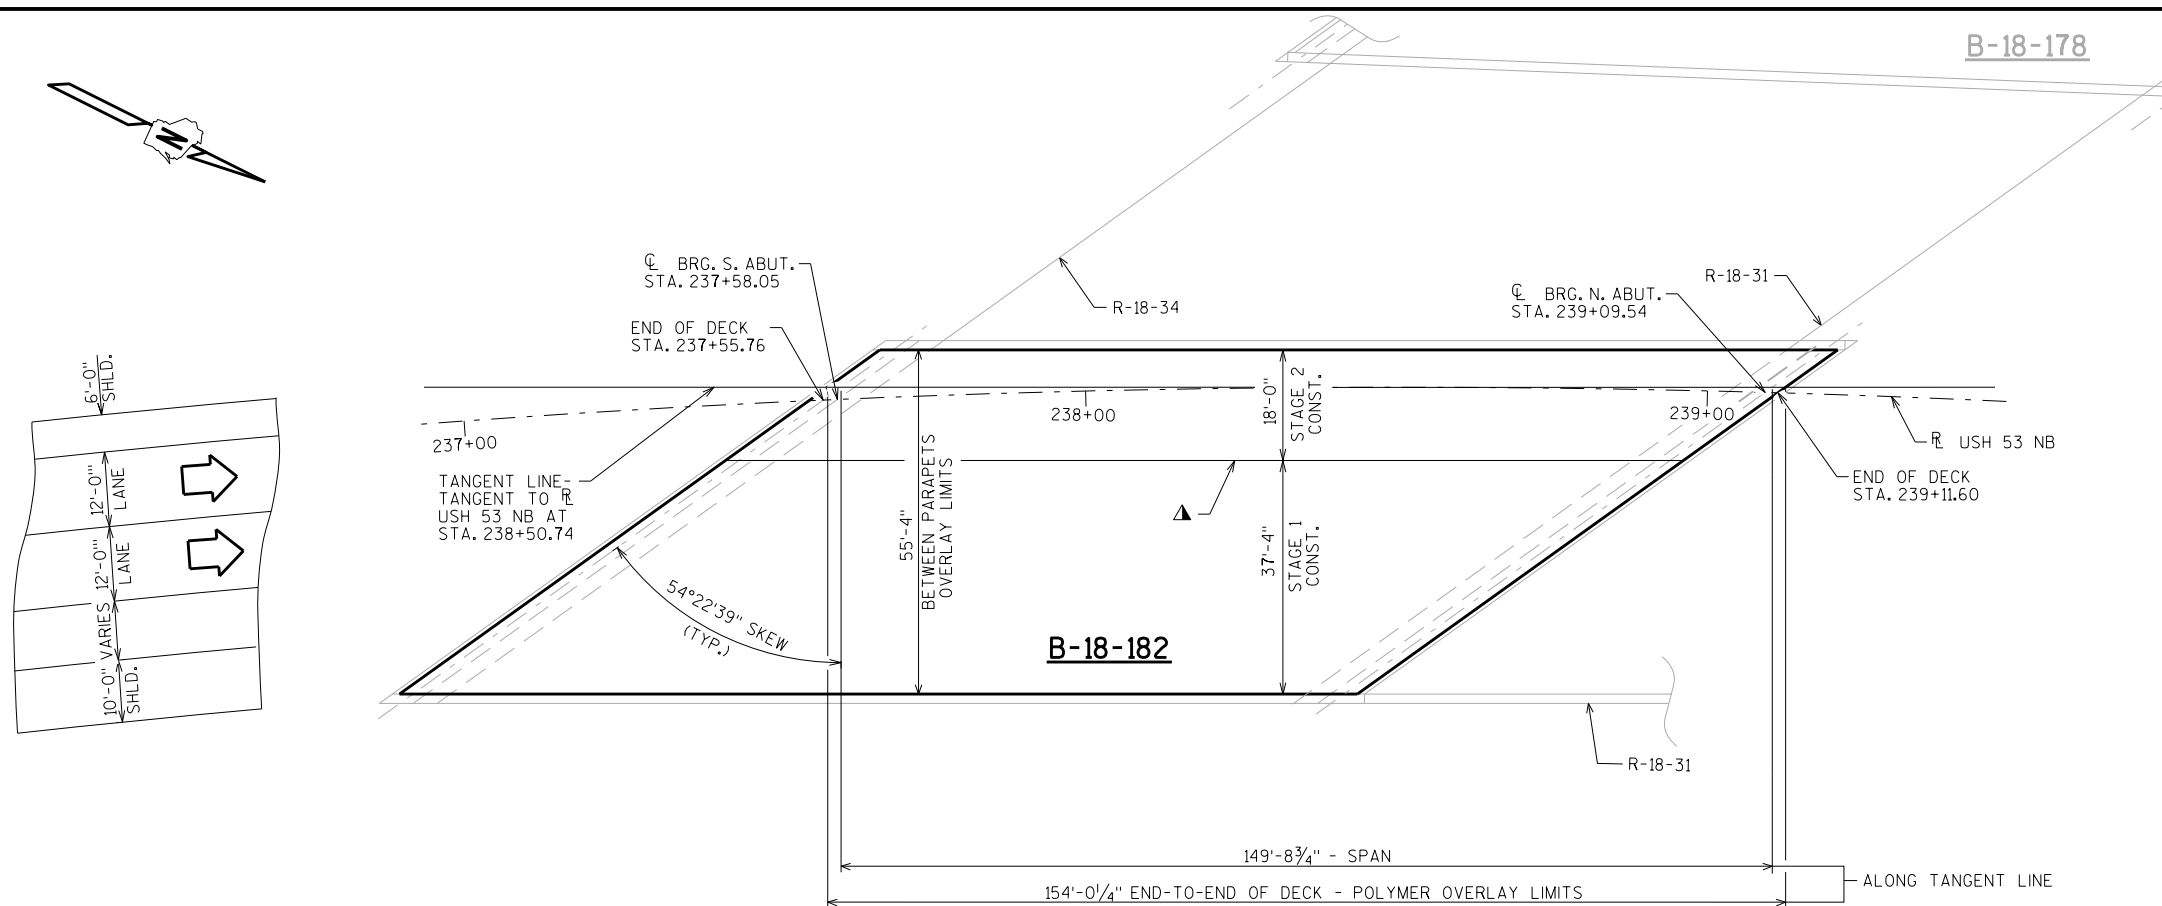 B-18-178
N
℄ BRG. S. ABUT.
STA. 237+58.05
END OF DECK
STA. 237+55.76
R-18-34
℄ BRG. N. ABUT.
STA. 239+09.54
R-18-31
6'-0"
SHLD.
12'-0"'
LANE
12'-0"'
LANE
VARIES
10'-0"
SHLD.
237+00
238+00
239+00
TANGENT LINE-
TANGENT TO ℞
USH 53 NB AT
STA. 238+50.74
18'-0"
STAGE 2
CONST.
55'-4"
BETWEEN PARAPETS
OVERLAY LIMITS
37'-4"
STAGE 1
CONST.
℞ USH 53 NB
END OF DECK
STA. 239+11.60
54°22'39" SKEW
(TYP.)
B-18-182
R-18-31
149'-8¾" - SPAN
154'-0¼" END-TO-END OF DECK - POLYMER OVERLAY LIMITS
ALONG TANGENT LINE